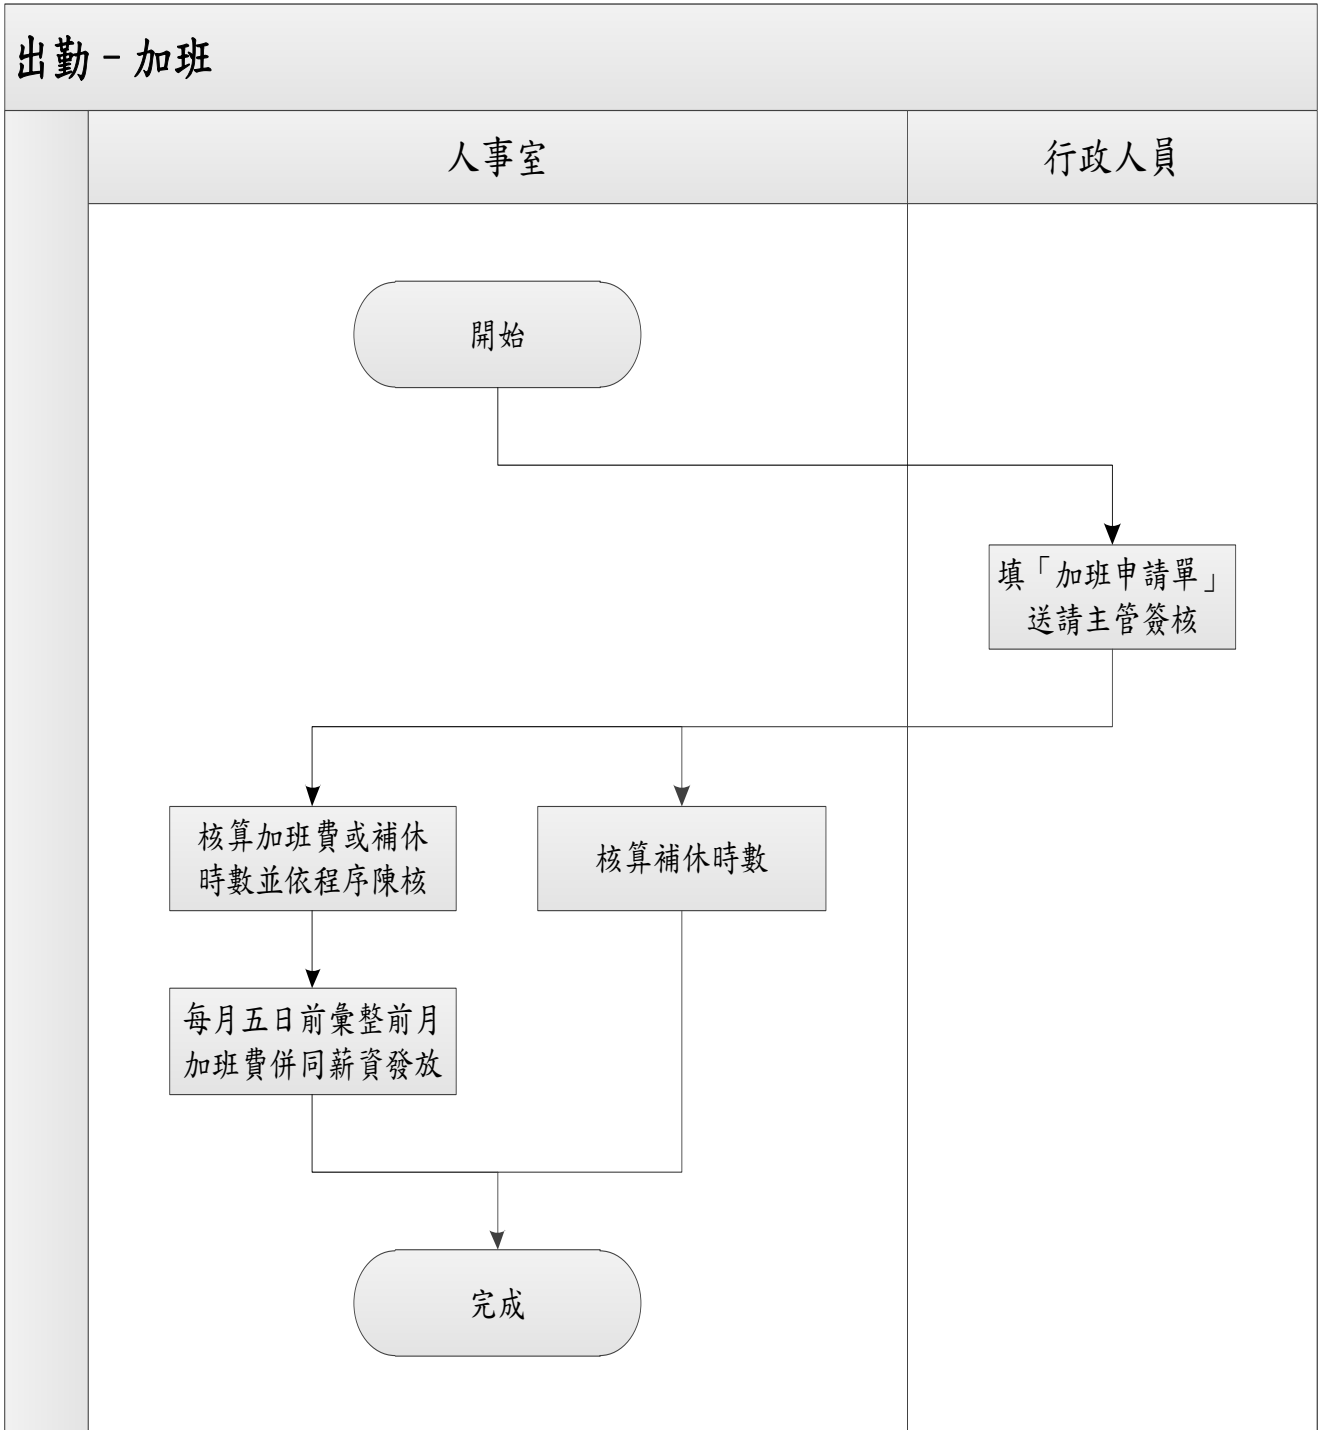 出勤 - 加班
人事室
行政人員
開始
填「加班申請單」
送請主管簽核
核算加班費或補休
時數並依程序陳核
核算補休時數
每月五日前彙整前月
加班費併同薪資發放
完成